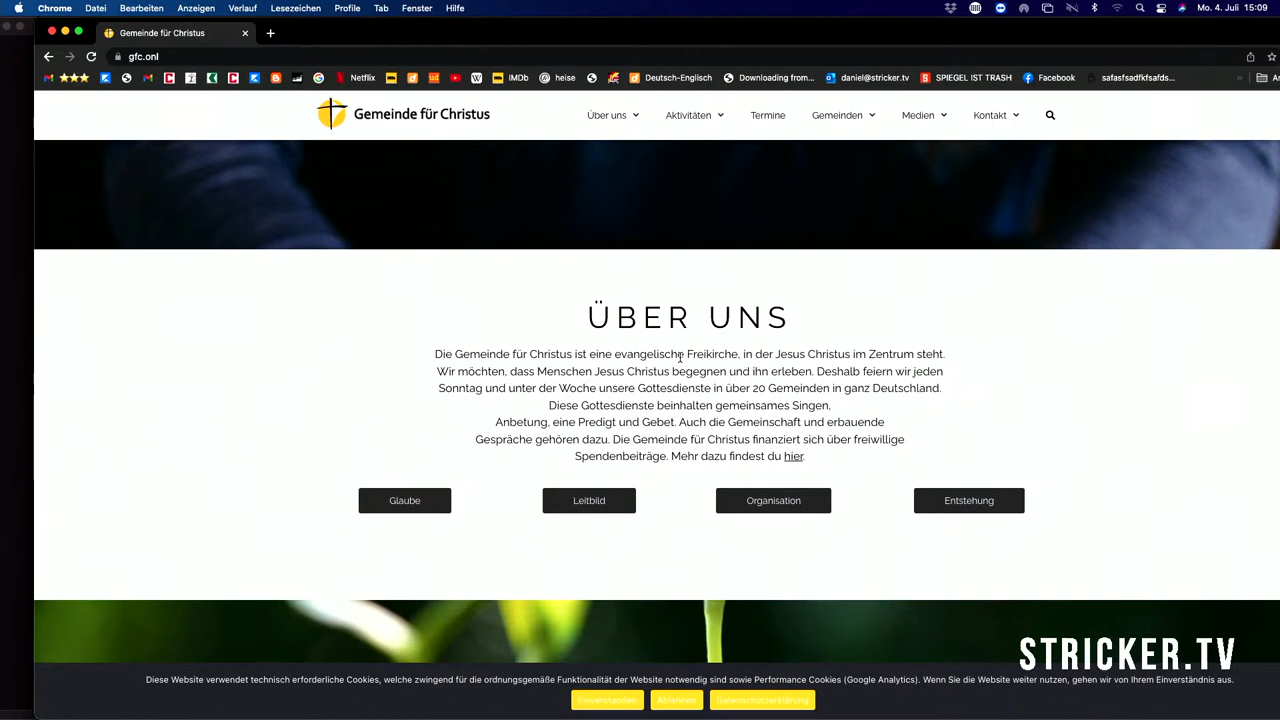 Chrome Datei Bearbeiten Anzeigen Verlauf Lesezeichen Profile Tab Fenster Hilfe Mo. 4. Juli 15:09
Gemeinde für Christus
gfc.onl
Netflix IMDb heise Deutsch-Englisch Downloading from... daniel@stricker.tv SPIEGEL IST TRASH Facebook safasfsadfkfsafds... »
Gemeinde für Christus Über uns Aktivitäten Termine Gemeinden Medien Kontakt
ÜBER UNS
Die Gemeinde für Christus ist eine evangelische Freikirche, in der Jesus Christus im Zentrum steht.
Wir möchten, dass Menschen Jesus Christus begegnen und ihn erleben. Deshalb feiern wir jeden
Sonntag und unter der Woche unsere Gottesdienste in über 20 Gemeinden in ganz Deutschland.
Diese Gottesdienste beinhalten gemeinsames Singen,
Anbetung, eine Predigt und Gebet. Auch die Gemeinschaft und erbauende
Gespräche gehören dazu. Die Gemeinde für Christus finanziert sich über freiwillige
Spendenbeiträge. Mehr dazu findest du hier.
Glaube Leitbild Organisation Entstehung
STRICKER.TV
Diese Website verwendet technisch erforderliche Cookies, welche zwingend für die ordnungsgemäße Funktionalität der Website notwendig sind sowie Performance Cookies (Google Analytics). Wenn Sie die Website weiter nutzen, gehen wir von Ihrem Einverständnis aus.
Einverstanden Ablehnen Datenschutzerklärung